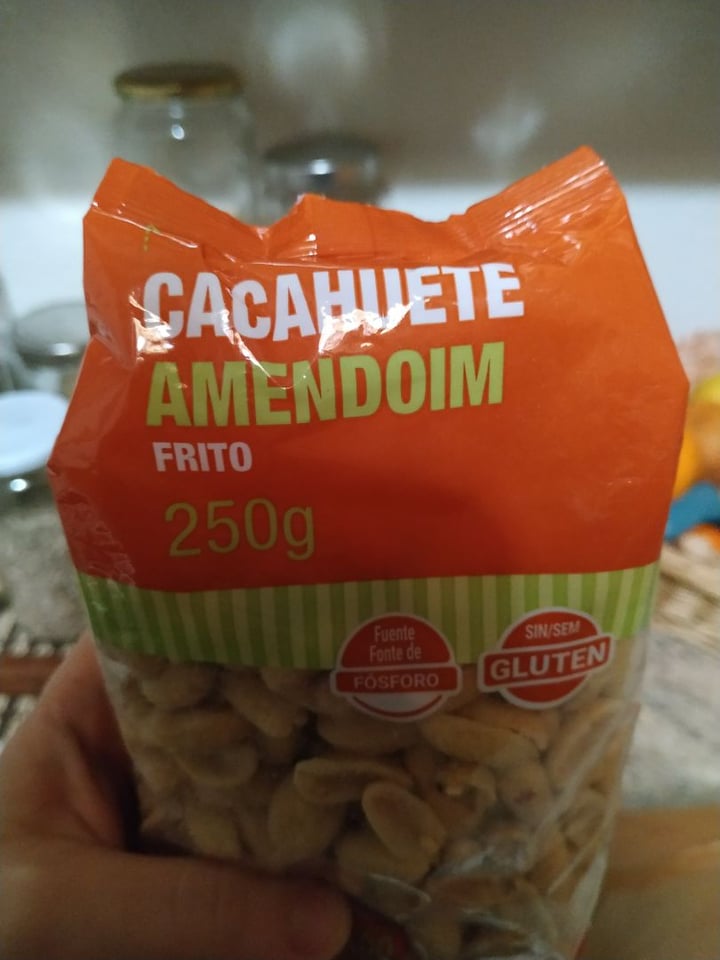 CACAHUETE
AMENDOIM
FRITO
250g
Fuente
Fonte de
FÓSFORO
SIN/SEM
GLUTEN